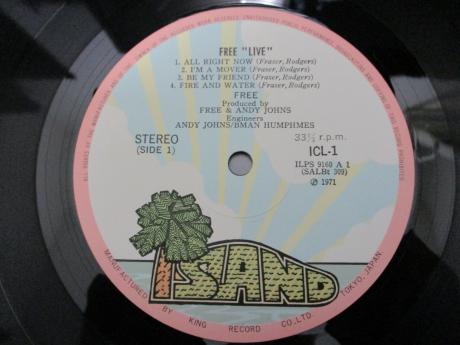 FREE "LIVE"
1. ALL RIGHT NOW (Fraser, Rodgers)
2. I'M A MOVER (Fraser, Rodgers)
3. BE MY FRIEND (Fraser, Rodgers)
4. FIRE AND WATER (Fraser, Rodgers)
FREE
Produced by
FREE & ANDY JOHNS
Engineers
ANDY JOHNS/BMAN HUMPHMES
STEREO
(SIDE 1)
33⅓ r.p.m.
ICL-1
ILPS 9160 A 1
(SALBt 309)
℗ 1971
ISLAND
MANUFACTURED BY KING RECORD CO., LTD. TOKYO, JAPAN